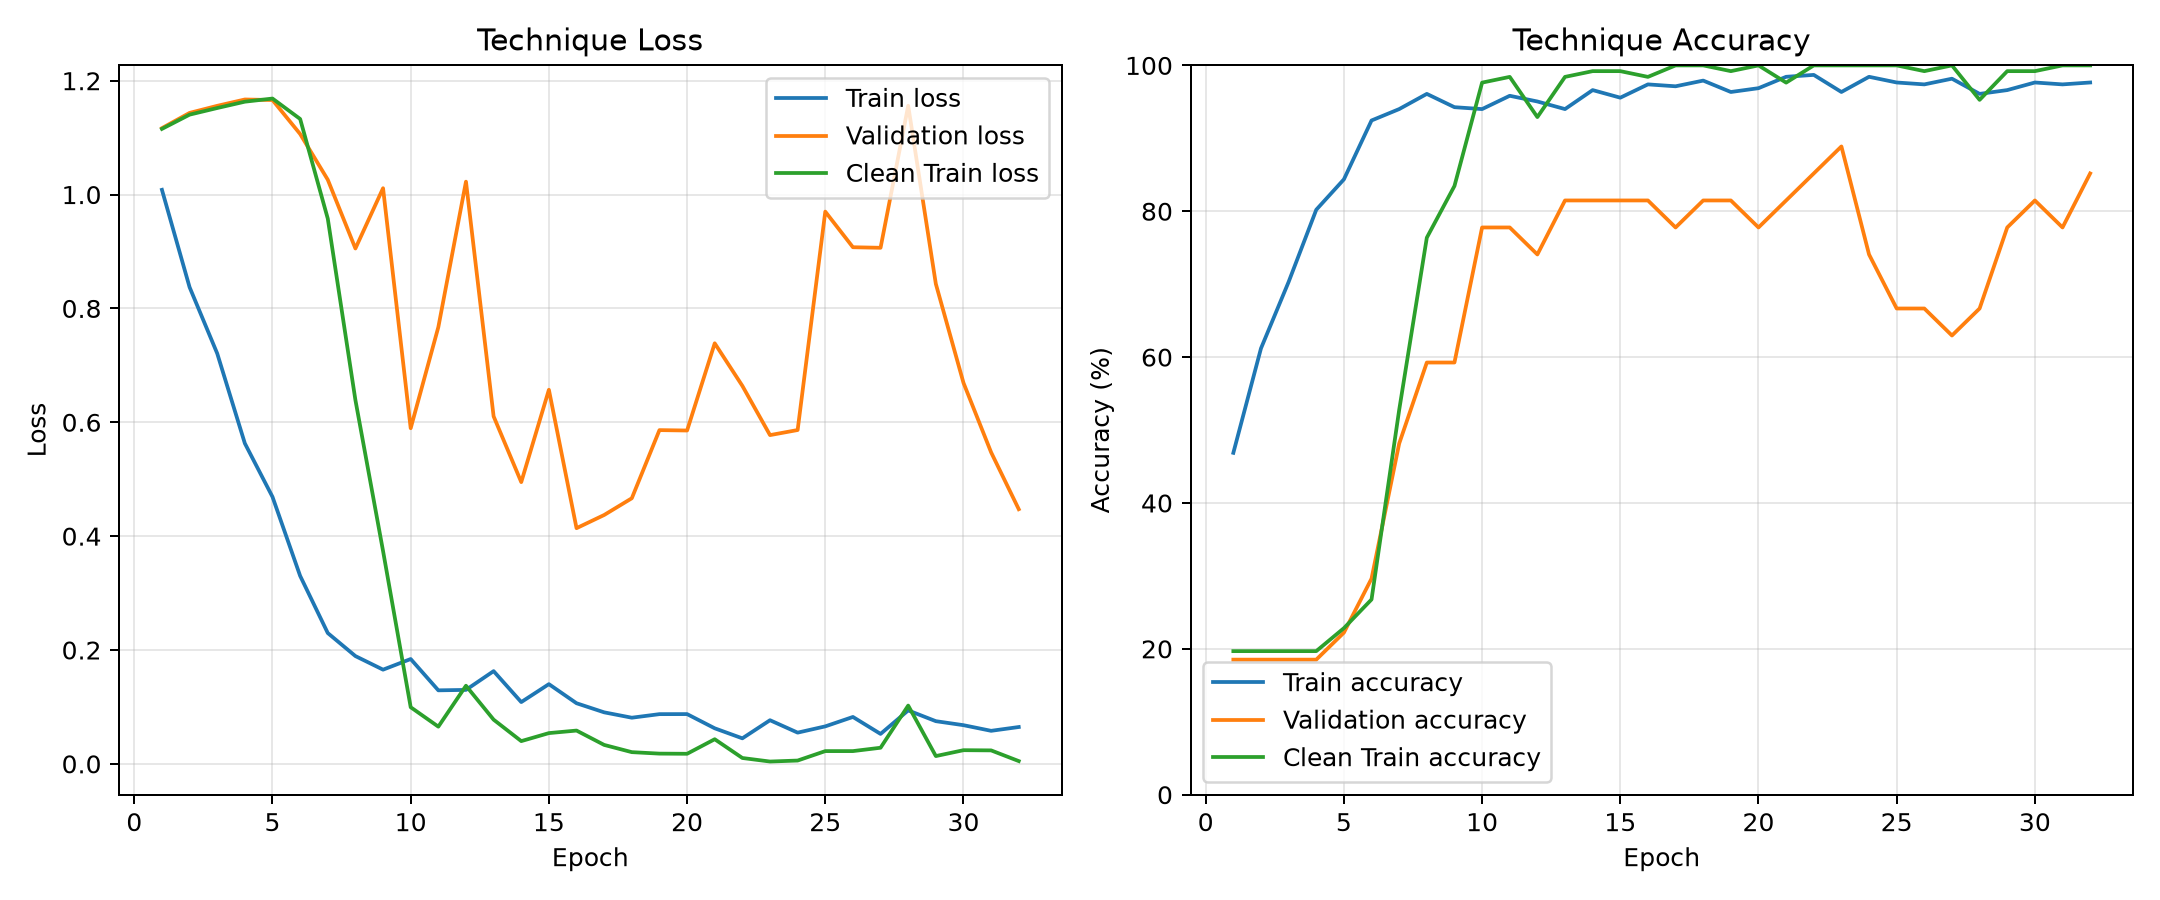 Technique Loss
1.2
1.0
0.8
0.6
0.4
0.2
0.0
Loss
Train loss
Validation loss
Clean Train loss
0 5 10 15 20 25 30
Epoch
Technique Accuracy
100
80
60
40
20
0
Accuracy (%)
Train accuracy
Validation accuracy
Clean Train accuracy
0 5 10 15 20 25 30
Epoch